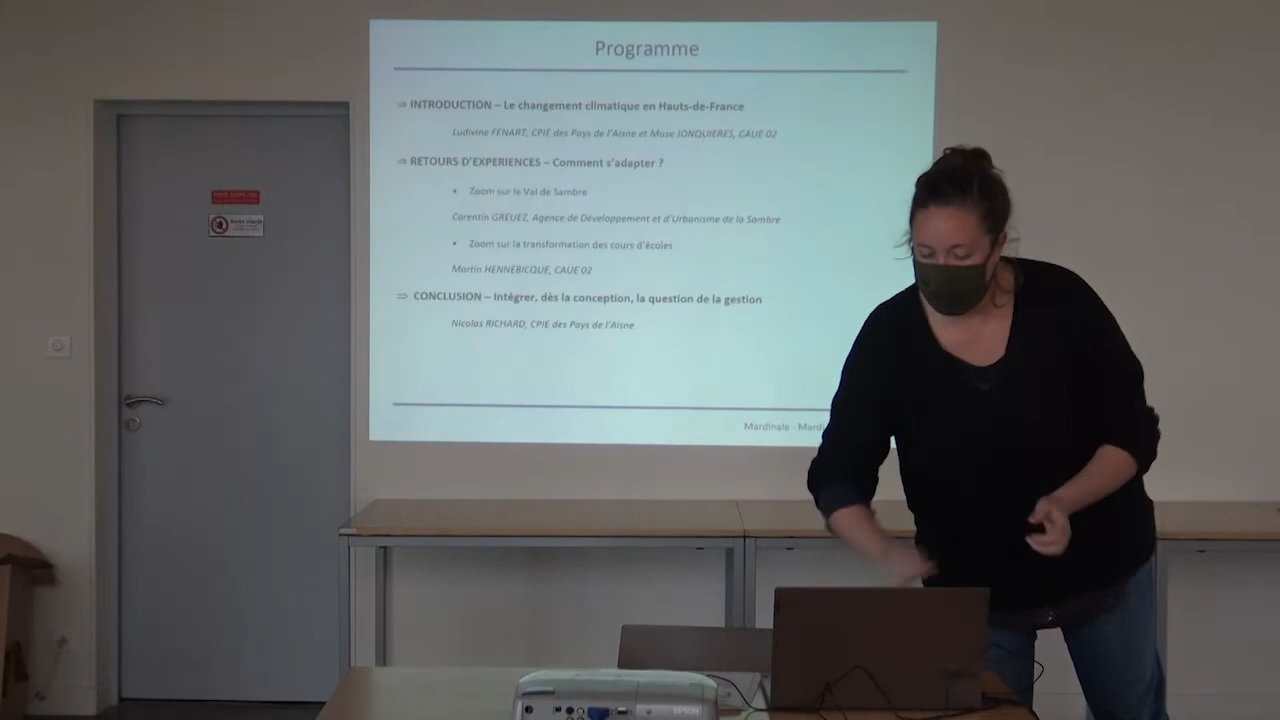 Programme
⇒ INTRODUCTION – Le changement climatique en Hauts-de-France
Ludivine FENART, CPIE des Pays de l'Aisne et Muse JONQUIERES, CAUE 02
⇒ RETOURS D'EXPERIENCES – Comment s'adapter ?
• Zoom sur le Val de Sambre
Corentin GREUEZ, Agence de Développement et d'Urbanisme de la Sambre
• Zoom sur la transformation des cours d'écoles
Martin HENNEBICQUE, CAUE 02
⇒ CONCLUSION – Intégrer, dès la conception, la question de la gestion
Nicolas RICHARD, CPIE des Pays de l'Aisne
Mardinale - Mardi
EPSON